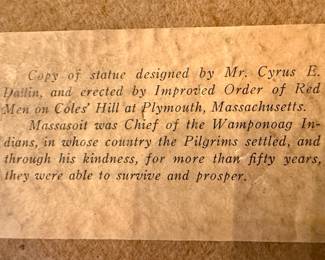 Copy of statue designed by Mr. Cyrus E.
Dallin, and erected by Improved Order of Red
Men on Coles' Hill at Plymouth, Massachusetts.
Massasoit was Chief of the Wamponoag In-
dians, in whose country the Pilgrims settled, and
through his kindness, for more than fifty years,
they were able to survive and prosper.